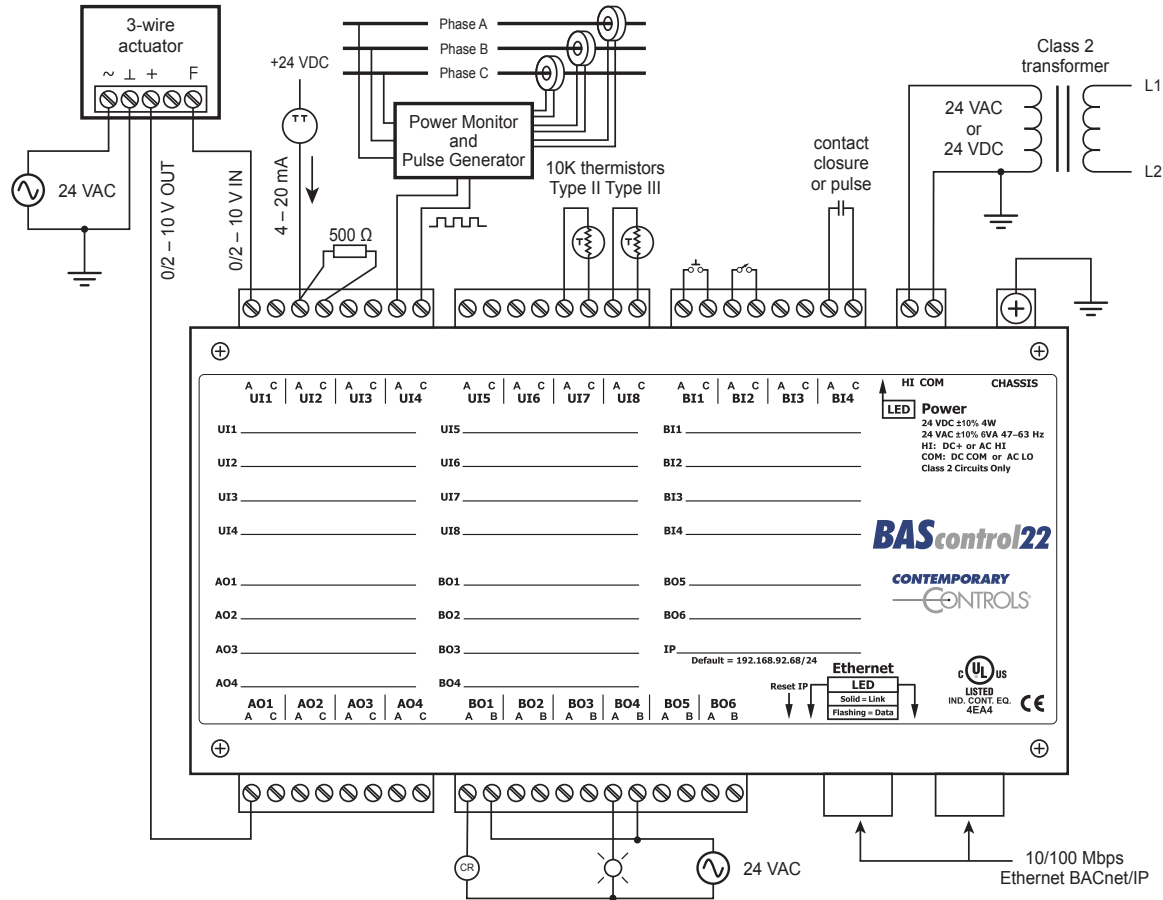 3-wire
actuator
~ ⊥ + F
24 VAC
0/2 – 10 V OUT
0/2 – 10 V IN
+24 VDC
TT
4 – 20 mA
500 Ω
Phase A
Phase B
Phase C
Power Monitor
and
Pulse Generator
10K thermistors
Type II Type III
T T
contact
closure
or pulse
Class 2
transformer
24 VAC
or
24 VDC
L1
L2
A C A C A C A C A C A C A C A C A C A C A C A C
UI1 UI2 UI3 UI4 UI5 UI6 UI7 UI8 BI1 BI2 BI3 BI4
HI COM CHASSIS
LED Power
24 VDC ±10% 4W
24 VAC ±10% 6VA 47–63 Hz
HI: DC+ or AC HI
COM: DC COM or AC LO
Class 2 Circuits Only
UI1 UI5 BI1
UI2 UI6 BI2
UI3 UI7 BI3
UI4 UI8 BI4
BAScontrol22
CONTEMPORARY
CONTROLS®
AO1 BO1 BO5
AO2 BO2 BO6
AO3 BO3 IP
Default = 192.168.92.68/24
AO4 BO4
Reset IP
Ethernet
LED
Solid = Link
Flashing = Data
C UL US
LISTED
IND. CONT. EQ.
4EA4
CE
AO1 AO2 AO3 AO4 BO1 BO2 BO3 BO4 BO5 BO6
A C A C A C A C A B A B A B A B A B A B
CR
24 VAC
10/100 Mbps
Ethernet BACnet/IP